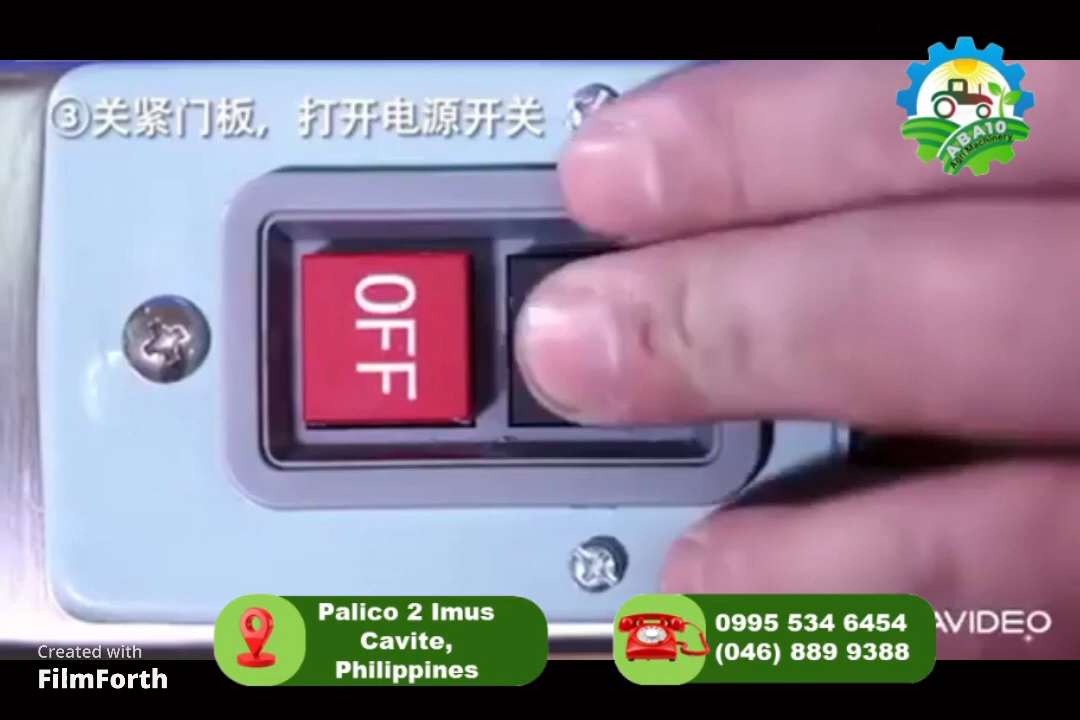 ③关紧门板，打开电源开关
ABA10
Agri Machinery
OFF
Palico 2 Imus
Cavite,
Philippines
0995 534 6454
(046) 889 9388
AVIDEO
Created with
FilmForth